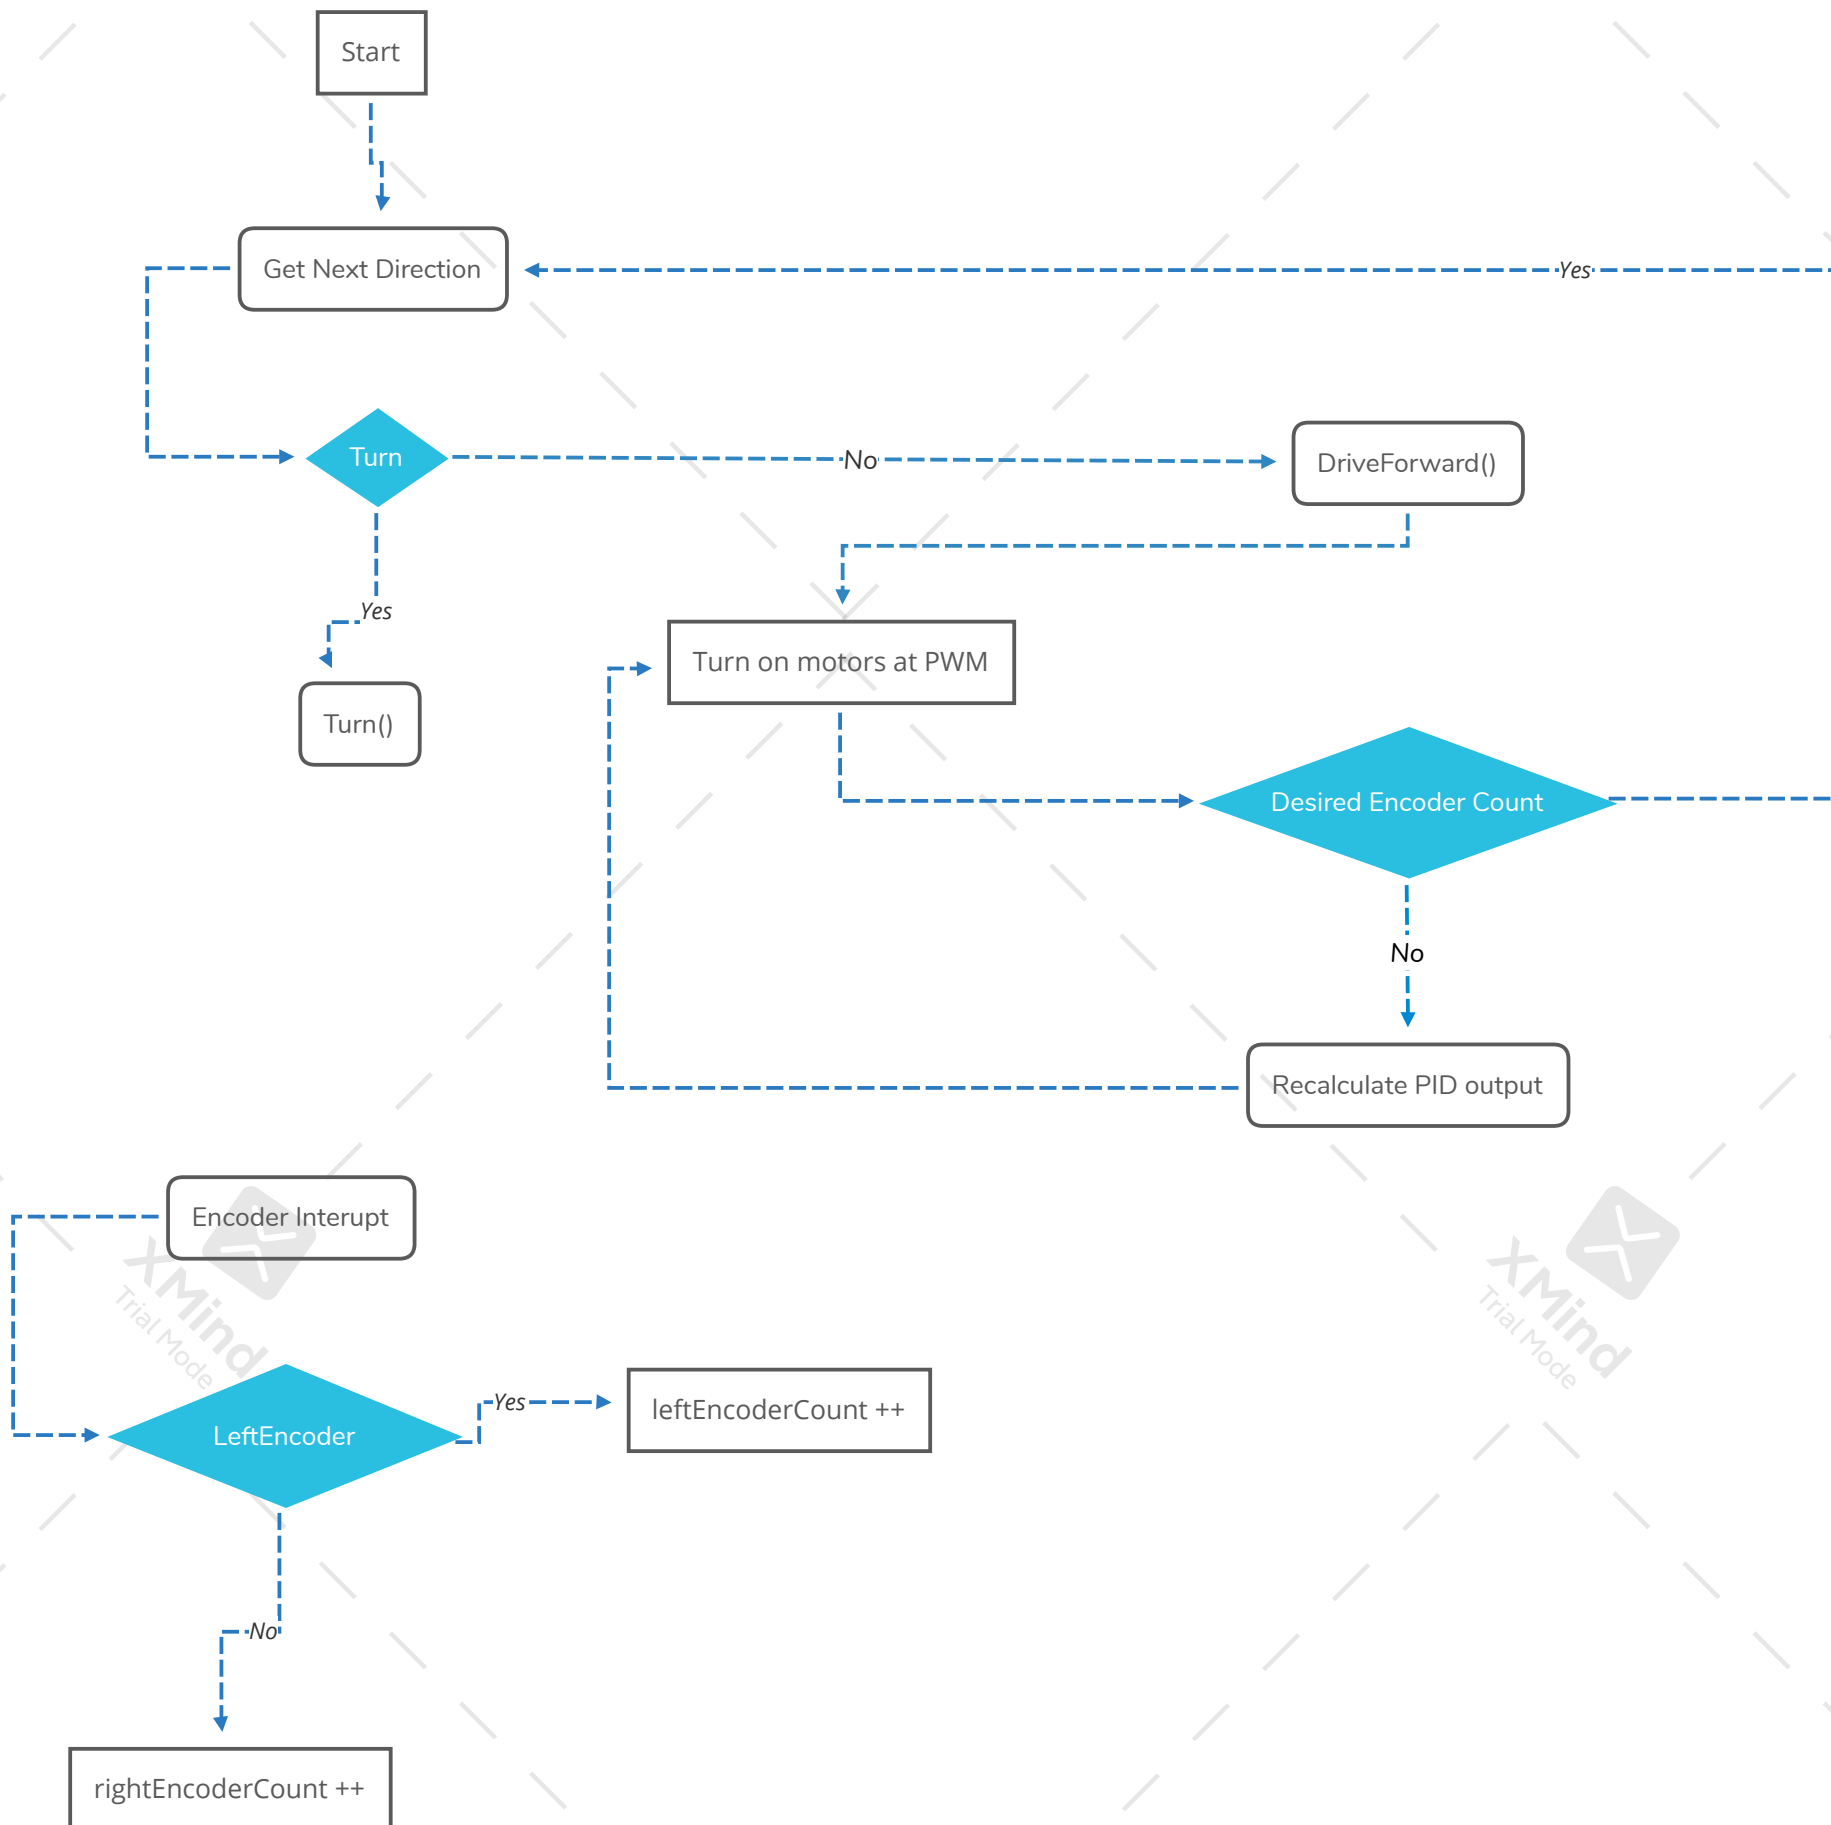 Start
Get Next Direction
Yes
Turn
No
DriveForward()
Yes
Turn on motors at PWM
Turn()
Desired Encoder Count
No
Recalculate PID output
Encoder Interupt
XMind
Trial Mode
XMind
Trial Mode
Yes
leftEncoderCount ++
LeftEncoder
No
rightEncoderCount ++